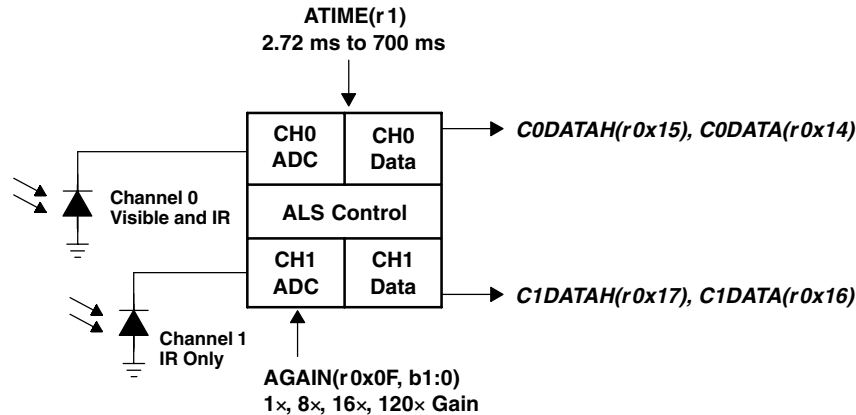 ATIME(r1)
2.72 ms to 700 ms
CH0
ADC
CH0
Data
C0DATAH(r0x15), C0DATA(r0x14)
Channel 0
Visible and IR
ALS Control
CH1
ADC
CH1
Data
C1DATAH(r0x17), C1DATA(r0x16)
Channel 1
IR Only
AGAIN(r0x0F, b1:0)
1×, 8×, 16×, 120× Gain